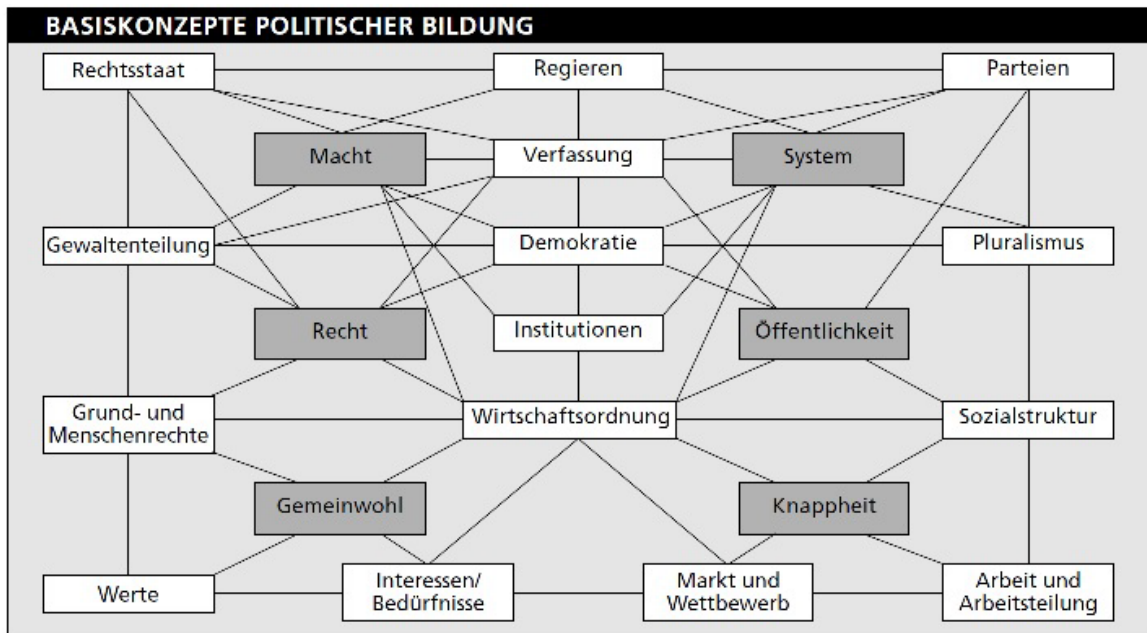 BASISKONZEPTE POLITISCHER BILDUNG
Rechtsstaat
Regieren
Parteien
Macht
Verfassung
System
Gewaltenteilung
Demokratie
Pluralismus
Recht
Institutionen
Öffentlichkeit
Grund- und
Menschenrechte
Wirtschaftsordnung
Sozialstruktur
Gemeinwohl
Knappheit
Werte
Interessen/
Bedürfnisse
Markt und
Wettbewerb
Arbeit und
Arbeitsteilung